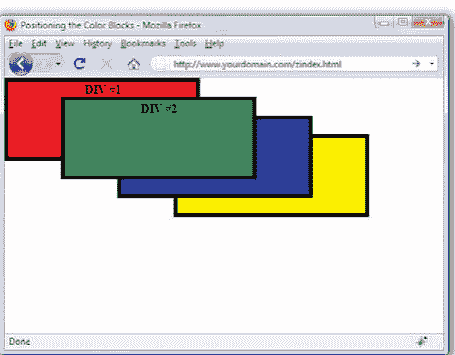 Positioning the Color Blocks - Mozilla Firefox
File Edit View History Bookmarks Tools Help
http://www.yourdomain.com/zindex.html
DIV #1
DIV #2
Done